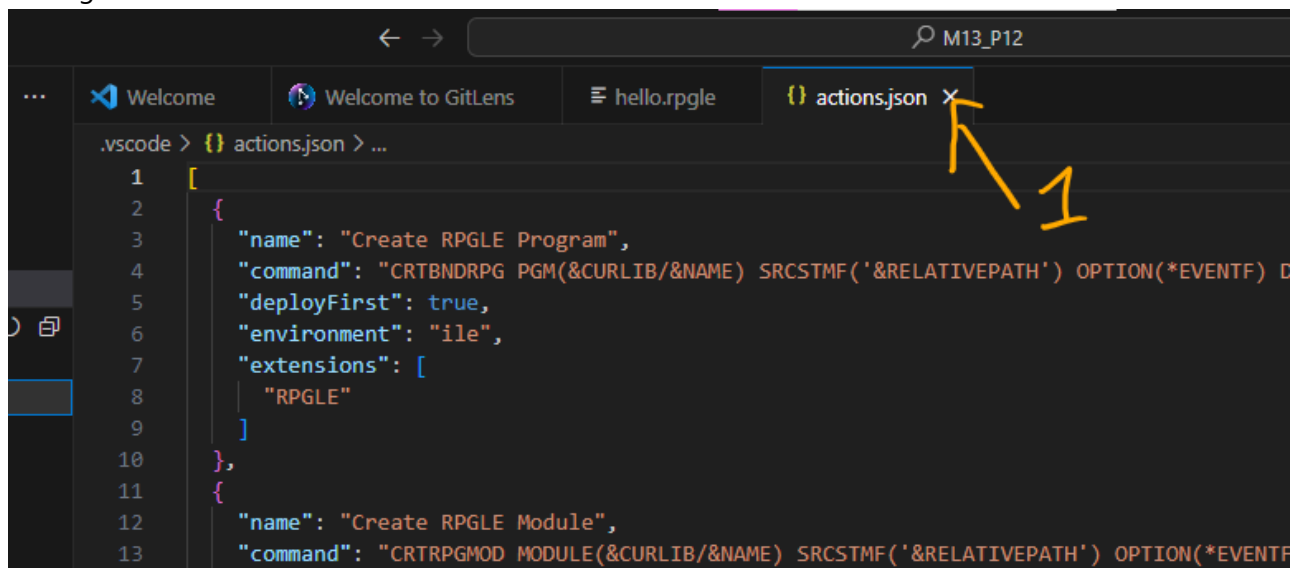 M13_P12
Welcome
Welcome to GitLens
hello.rpgle
{} actions.json
.vscode > {} actions.json > ...
1 [
2 {
3 "name": "Create RPGLE Program",
4 "command": "CRTBNDRPG PGM(&CURLIB/&NAME) SRCSTMF('&RELATIVEPATH') OPTION(*EVENTF) D
5 "deployFirst": true,
6 "environment": "ile",
7 "extensions": [
8 "RPGLE"
9 ]
10 },
11 {
12 "name": "Create RPGLE Module",
13 "command": "CRTRPGMOD MODULE(&CURLIB/&NAME) SRCSTMF('&RELATIVEPATH') OPTION(*EVENTF
1